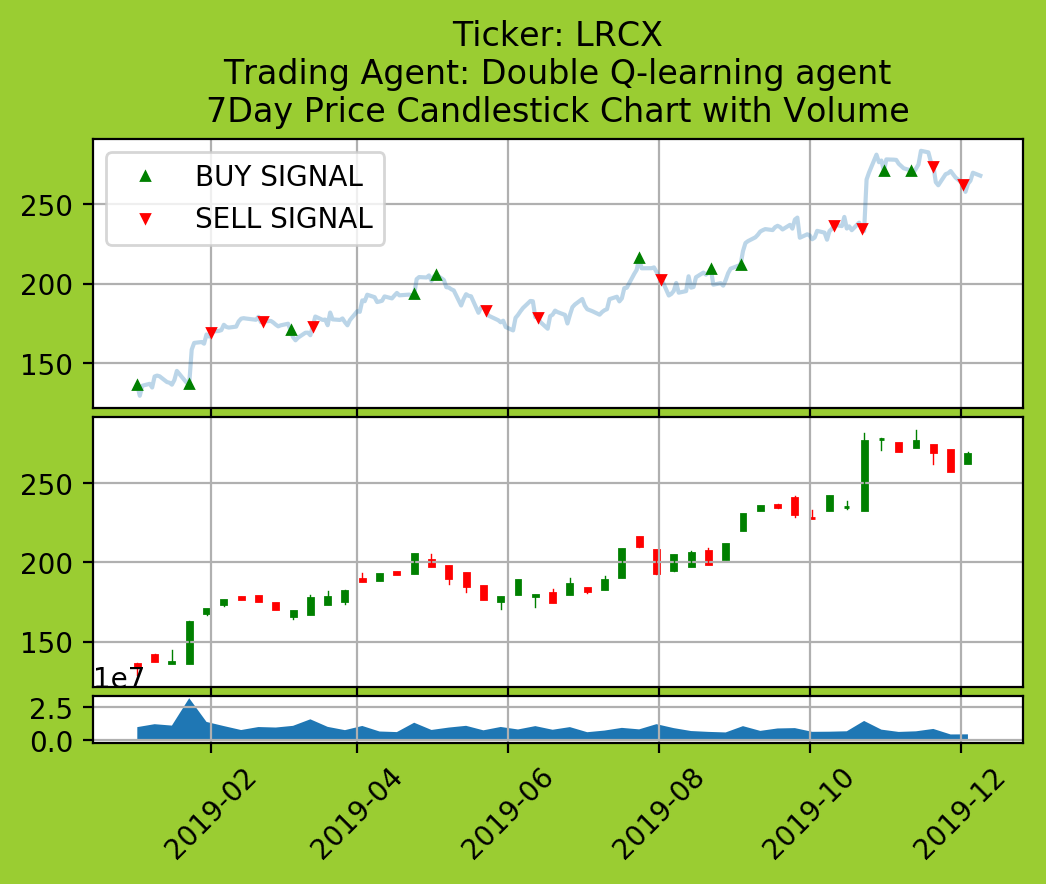 Ticker: LRCX
Trading Agent: Double Q-learning agent
7Day Price Candlestick Chart with Volume
BUY SIGNAL
SELL SIGNAL
250
200
150
250
200
150
1e7
2.5
0.0
2019-02
2019-04
2019-06
2019-08
2019-10
2019-12